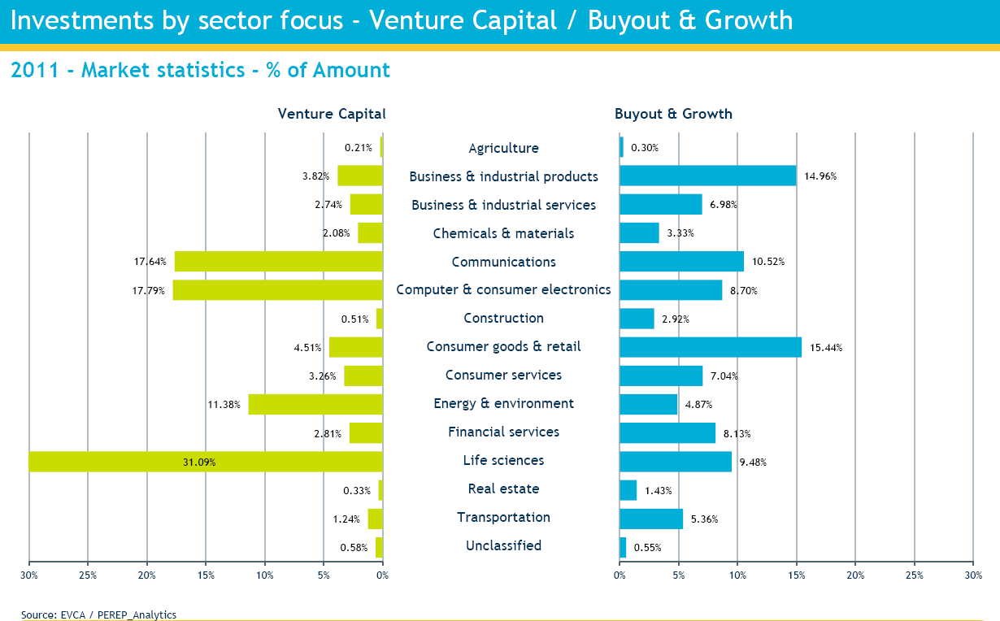 Investments by sector focus - Venture Capital / Buyout & Growth
2011 - Market statistics - % of Amount
Venture Capital Buyout & Growth
0.21% Agriculture 0.30%
3.82% Business & industrial products 14.96%
2.74% Business & industrial services 6.98%
2.08% Chemicals & materials 3.33%
17.64% Communications 10.52%
17.79% Computer & consumer electronics 8.70%
0.51% Construction 2.92%
4.51% Consumer goods & retail 15.44%
3.26% Consumer services 7.04%
11.38% Energy & environment 4.87%
2.81% Financial services 8.13%
31.09% Life sciences 9.48%
0.33% Real estate 1.43%
1.24% Transportation 5.36%
0.58% Unclassified 0.55%
30% 25% 20% 15% 10% 5% 0% 0% 5% 10% 15% 20% 25% 30%
Source: EVCA / PEREP_Analytics